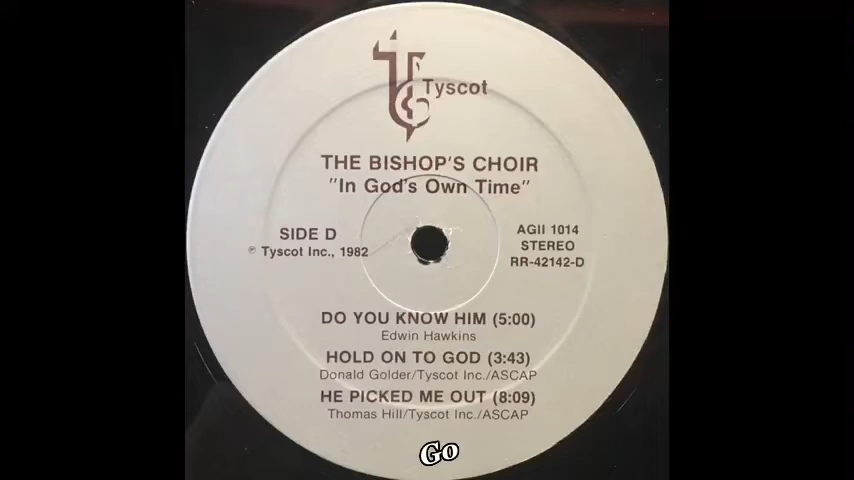 Tyscot
THE BISHOP'S CHOIR
"In God's Own Time"
SIDE D
℗ Tyscot Inc., 1982
AGII 1014
STEREO
RR-42142-D
DO YOU KNOW HIM (5:00)
Edwin Hawkins
HOLD ON TO GOD (3:43)
Donald Golder/Tyscot Inc./ASCAP
HE PICKED ME OUT (8:09)
Thomas Hill/Tyscot Inc./ASCAP
Go